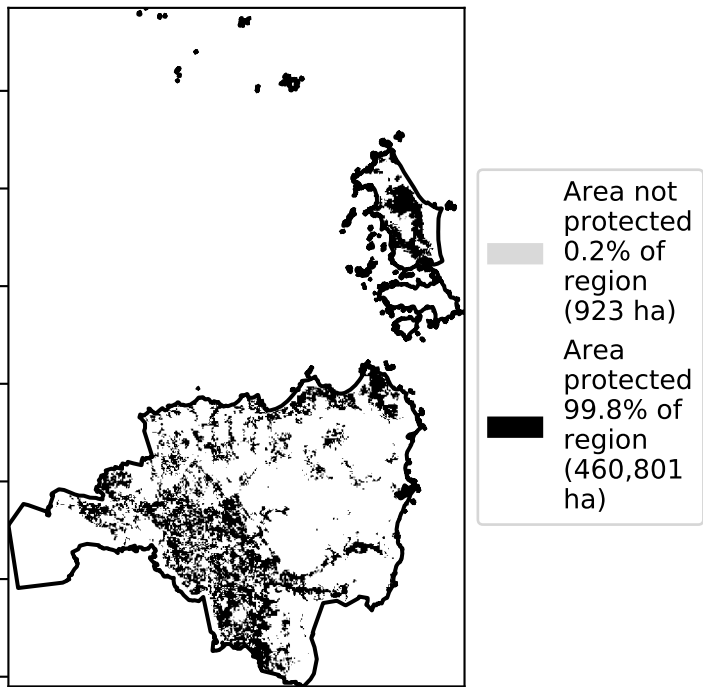 Area not
protected
0.2% of
region
(923 ha)
Area
protected
99.8% of
region
(460,801
ha)